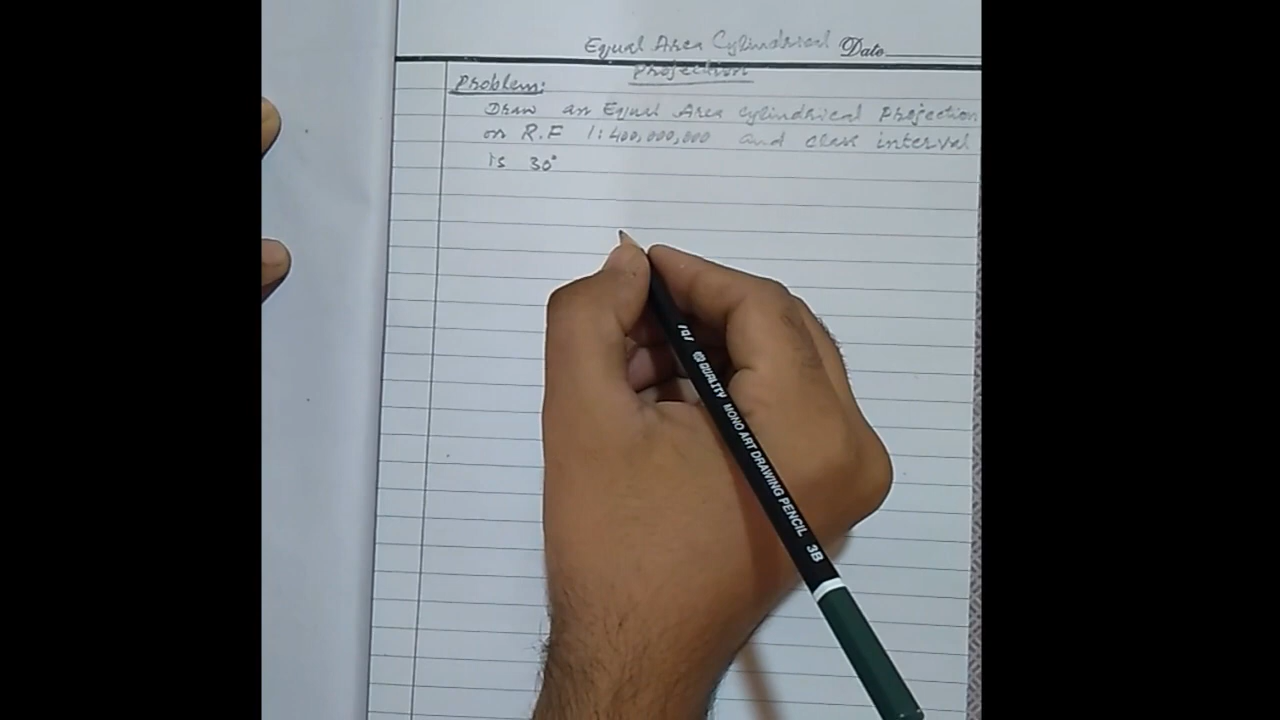 Equal Area Cylindrical
Projection
Date
Problem:
Draw an Equal Area Cylindrical Projection
on R.F 1:400,000,000 and class interval
is 30°
QUALITY MONO ART DRAWING PENCIL 3B